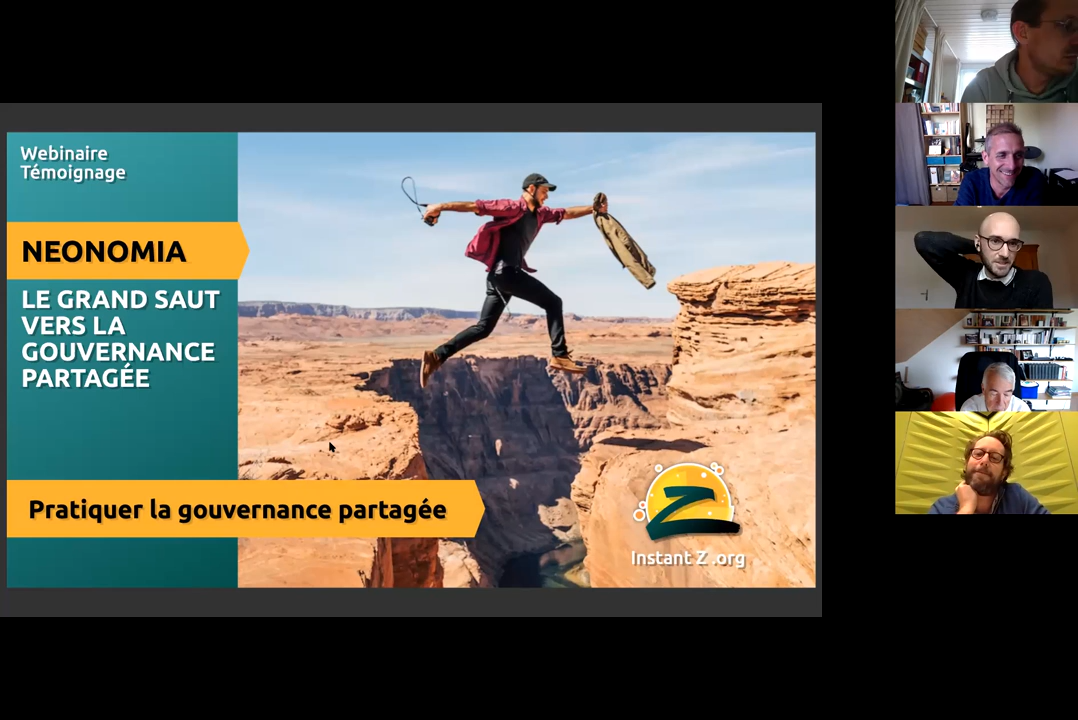 Webinaire
Témoignage
NEONOMIA
LE GRAND SAUT
VERS LA
GOUVERNANCE
PARTAGÉE
Pratiquer la gouvernance partagée
Z
Instant Z .org